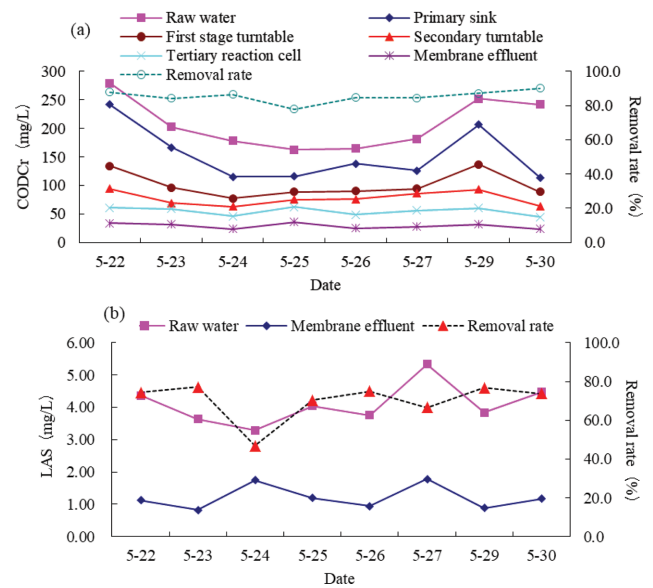 (a)
Raw water
Primary sink
First stage turntable
Secondary turntable
Tertiary reaction cell
Membrane effluent
Removal rate
300
250
200
150
100
50
0
CODCr (mg/L)
100.0
80.0
60.0
40.0
20.0
0.0
Removal rate (%)
5-22 5-23 5-24 5-25 5-26 5-27 5-29 5-30
Date
(b)
Raw water Membrane effluent Removal rate
6.00
5.00
4.00
3.00
2.00
1.00
0.00
LAS (mg/L)
100.0
80.0
60.0
40.0
20.0
0.0
Removal rate (%)
5-22 5-23 5-24 5-25 5-26 5-27 5-29 5-30
Date